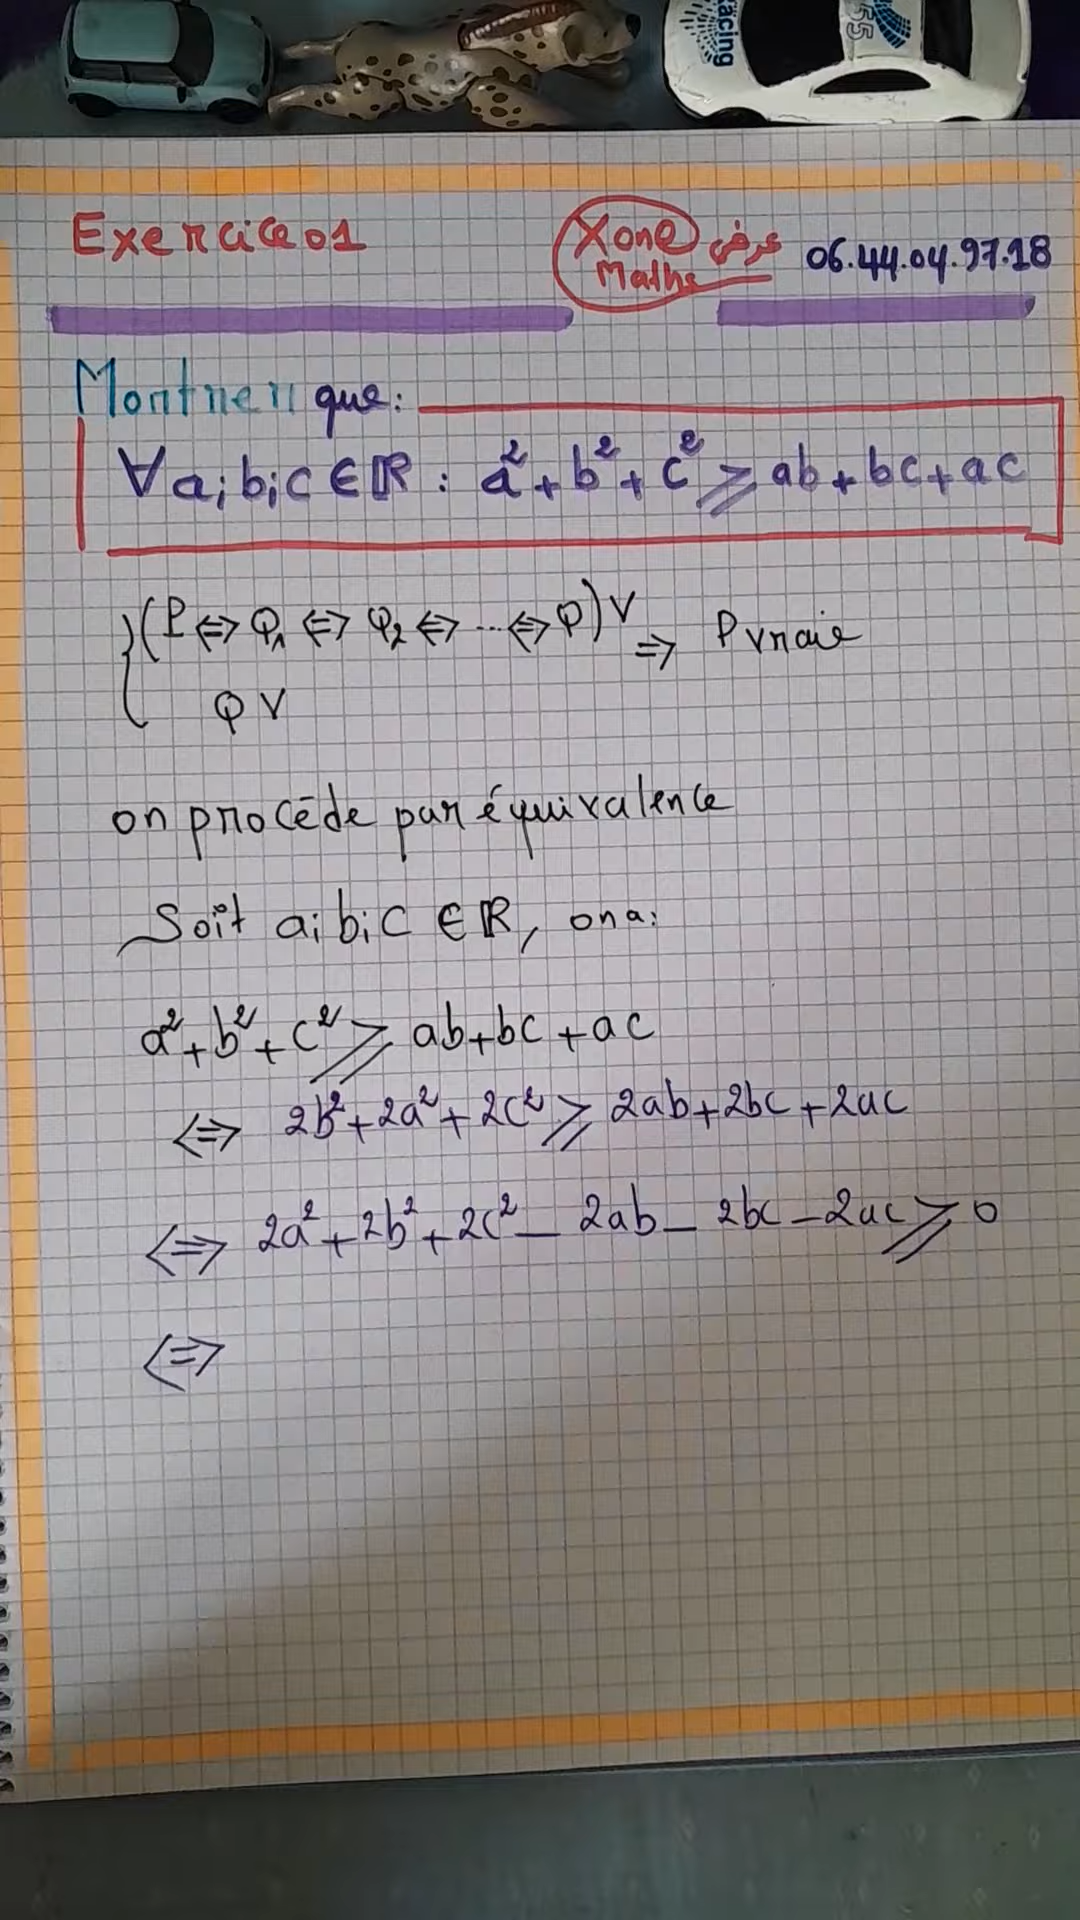 acing
55
Exercice 01
Xone عرض 06.44.04.97.18
Maths
Montrer que:
∀a;b;c ∈ ℝ : a² + b² + c² ≥ ab + bc + ac
{(P ⇔ Q₁ ⇔ Q₂ ⇔ ... ⇔ Q) V ⇒ P vraie
Q V
on procède par équivalence
Soit a;b;c ∈ ℝ, on a:
a² + b² + c² ≥ ab + bc + ac
⇔ 2b² + 2a² + 2c² ≥ 2ab + 2bc + 2ac
⇔ 2a² + 2b² + 2c² - 2ab - 2bc - 2ac ≥ 0
⇔